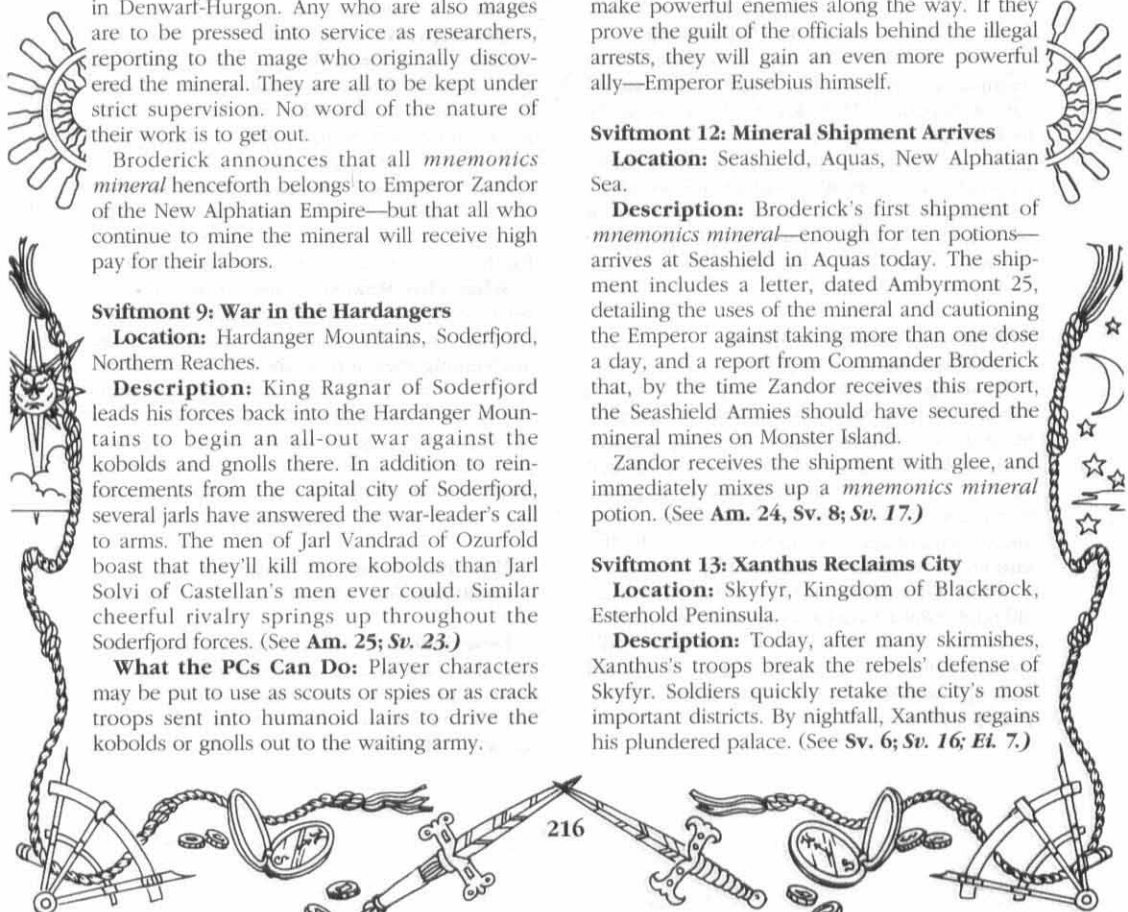 in Denwarf-Hurgon. Any who are also mages
are to be pressed into service as researchers,
reporting to the mage who originally discov-
ered the mineral. They are all to be kept under
strict supervision. No word of the nature of
their work is to get out.
Broderick announces that all mnemonics
mineral henceforth belongs to Emperor Zandor
of the New Alphatian Empire—but that all who
continue to mine the mineral will receive high
pay for their labors.
Sviftmont 9: War in the Hardangers
Location: Hardanger Mountains, Soderfjord,
Northern Reaches.
Description: King Ragnar of Soderfjord
leads his forces back into the Hardanger Moun-
tains to begin an all-out war against the
kobolds and gnolls there. In addition to rein-
forcements from the capital city of Soderfjord,
several jarls have answered the war-leader's call
to arms. The men of Jarl Vandrad of Ozurfold
boast that they'll kill more kobolds than Jarl
Solvi of Castellan's men ever could. Similar
cheerful rivalry springs up throughout the
Soderfjord forces. (See Am. 25; Sv. 23.)
What the PCs Can Do: Player characters
may be put to use as scouts or spies or as crack
troops sent into humanoid lairs to drive the
kobolds or gnolls out to the waiting army.
make powerful enemies along the way. If they
prove the guilt of the officials behind the illegal
arrests, they will gain an even more powerful
ally—Emperor Eusebius himself.
Sviftmont 12: Mineral Shipment Arrives
Location: Seashield, Aquas, New Alphatian
Sea.
Description: Broderick's first shipment of
mnemonics mineral—enough for ten potions—
arrives at Seashield in Aquas today. The ship-
ment includes a letter, dated Ambyrmont 25,
detailing the uses of the mineral and cautioning
the Emperor against taking more than one dose
a day, and a report from Commander Broderick
that, by the time Zandor receives this report,
the Seashield Armies should have secured the
mineral mines on Monster Island.
Zandor receives the shipment with glee, and
immediately mixes up a mnemonics mineral
potion. (See Am. 24, Sv. 8; Sv. 17.)
Sviftmont 13: Xanthus Reclaims City
Location: Skyfyr, Kingdom of Blackrock,
Esterhold Peninsula.
Description: Today, after many skirmishes,
Xanthus's troops break the rebels' defense of
Skyfyr. Soldiers quickly retake the city's most
important districts. By nightfall, Xanthus regains
his plundered palace. (See Sv. 6; Sv. 16; Ei. 7.)
216